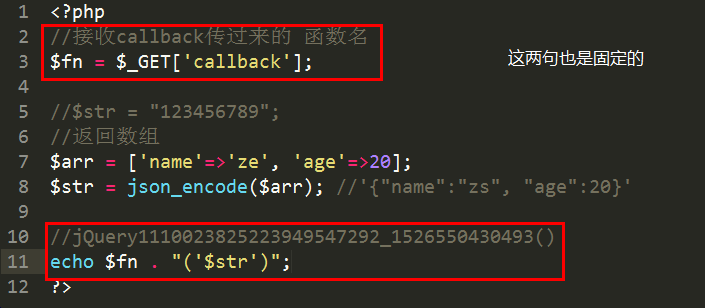 1 <?php
2 //接收callback传过来的 函数名
3 $fn = $_GET['callback'];
这两句也是固定的
4
5 //$str = "123456789";
6 //返回数组
7 $arr = ['name'=>'ze', 'age'=>20];
8 $str = json_encode($arr); //'{"name":"zs", "age":20}'
9
10 //jQuery1110023825223949547292_1526550430493()
11 echo $fn . "('$str')";
12 ?>